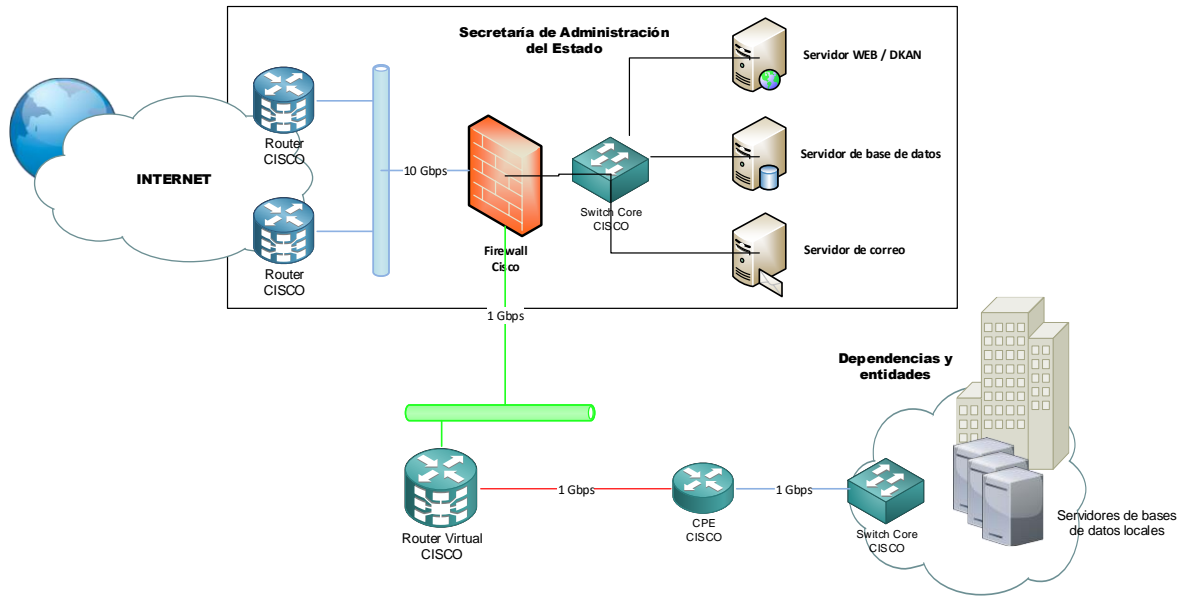 Secretaría de Administración
del Estado
Servidor WEB / DKAN
Router
CISCO
INTERNET
10 Gbps
Servidor de base de datos
Switch Core
CISCO
Router
CISCO
Firewall
Cisco
Servidor de correo
1 Gbps
Dependencias y
entidades
1 Gbps
1 Gbps
Router Virtual
CISCO
CPE
CISCO
Switch Core
CISCO
Servidores de bases
de datos locales